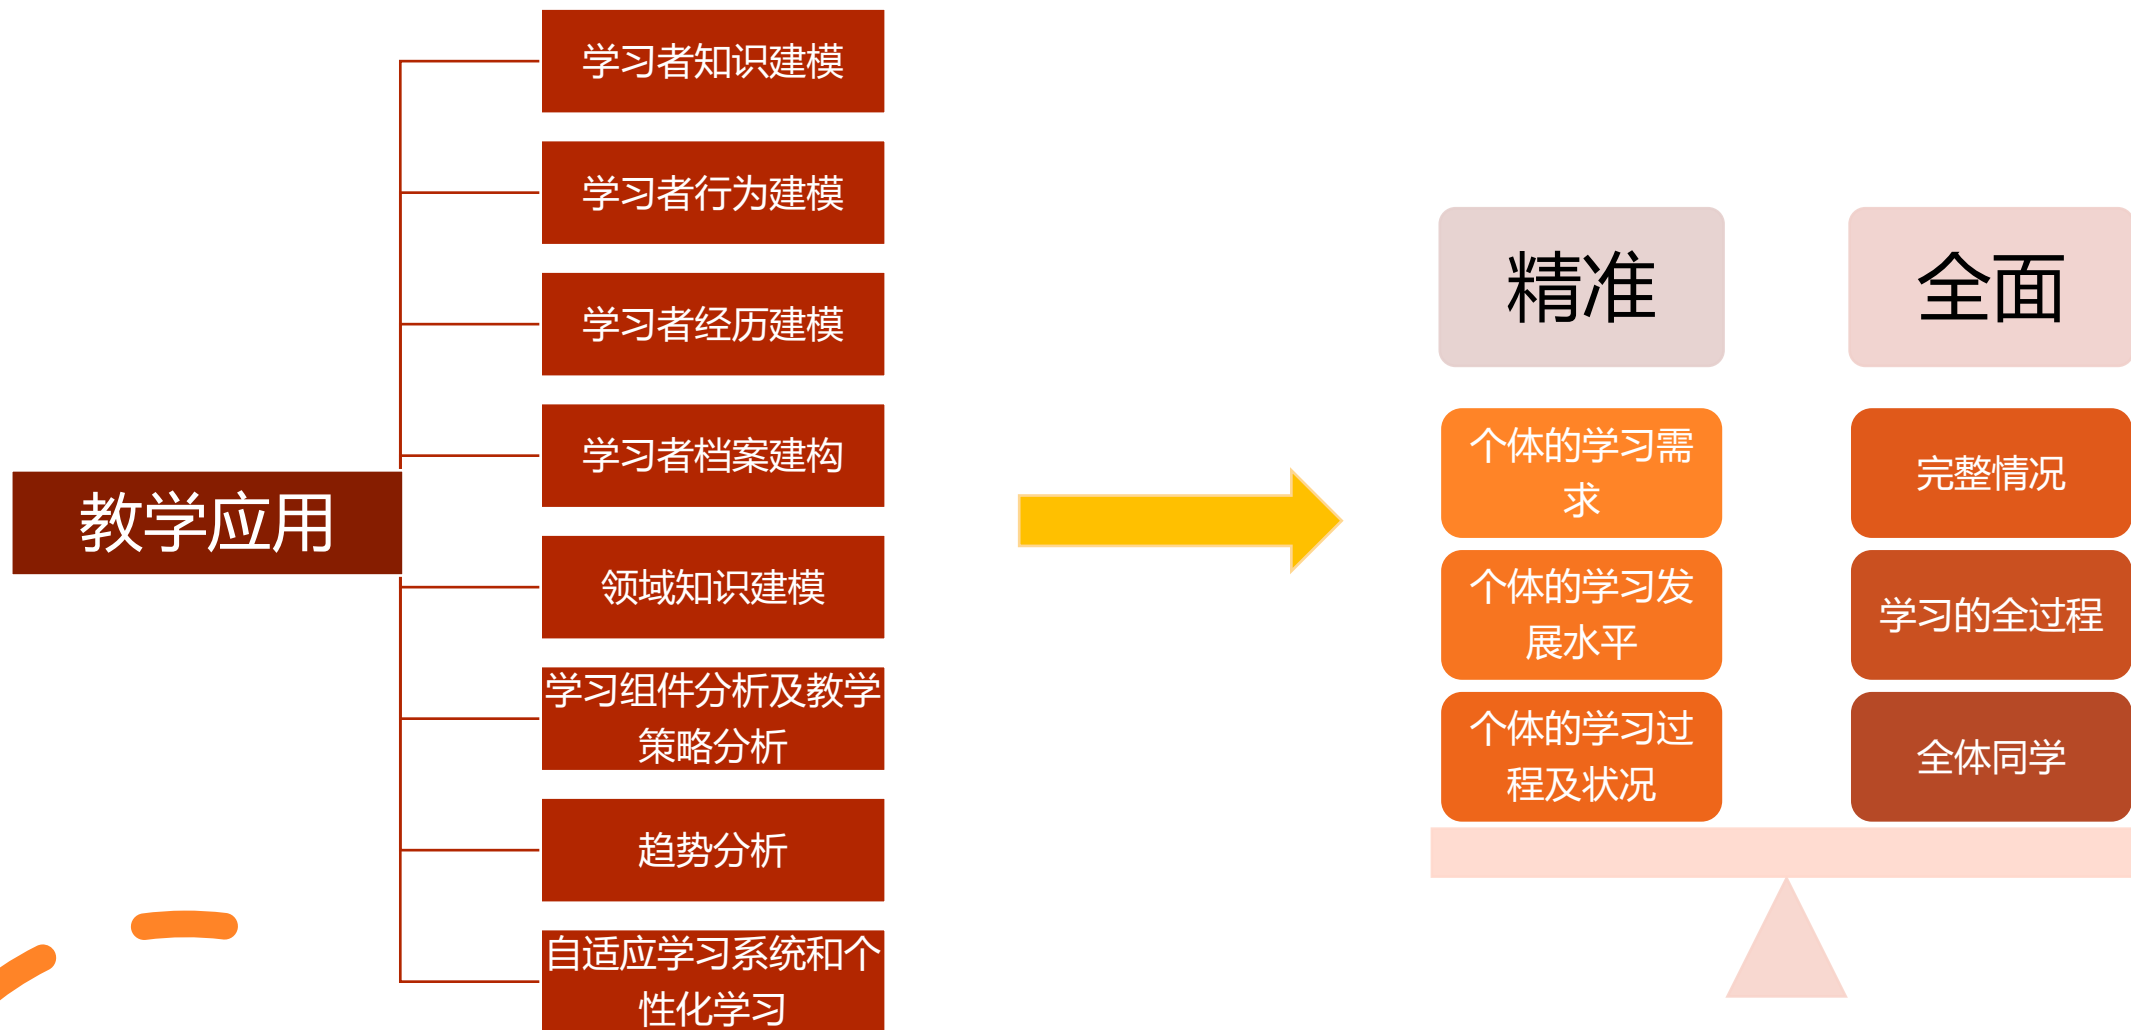 教学应用
学习者知识建模
学习者行为建模
学习者经历建模
学习者档案建构
领域知识建模
学习组件分析及教学
策略分析
趋势分析
自适应学习系统和个
性化学习
精准
个体的学习需
求
个体的学习发
展水平
个体的学习过
程及状况
全面
完整情况
学习的全过程
全体同学